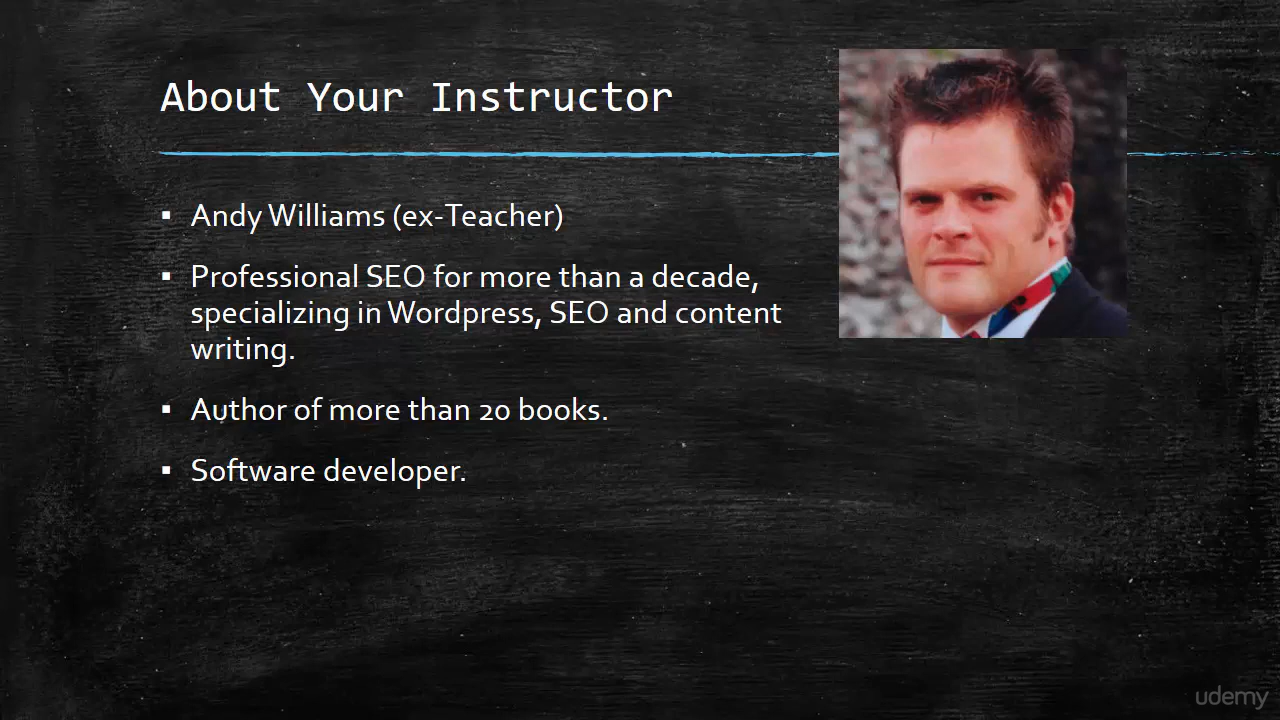 About Your Instructor
▪ Andy Williams (ex-Teacher)
▪ Professional SEO for more than a decade,
specializing in Wordpress, SEO and content
writing.
▪ Author of more than 20 books.
▪ Software developer.
udemy